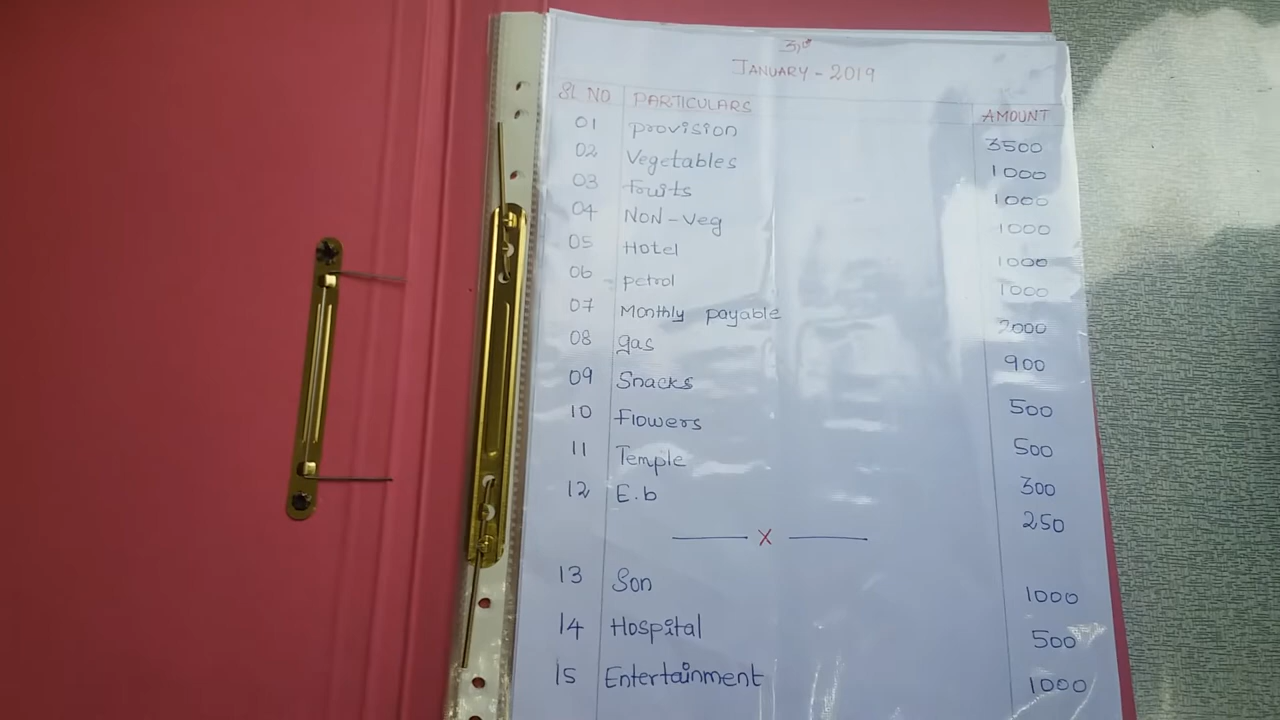 JANUARY - 2019
SL NO PARTICULARS AMOUNT
01 provision 3500
02 Vegetables 1000
03 fruits 1000
04 NON-Veg 1000
05 Hotel 1000
06 petrol 1000
07 Monthly payable 2000
08 gas 900
09 Snacks 500
10 Flowers 500
11 Temple 300
12 E.b 250
X
13 Son 1000
14 Hospital 500
15 Entertainment 1000